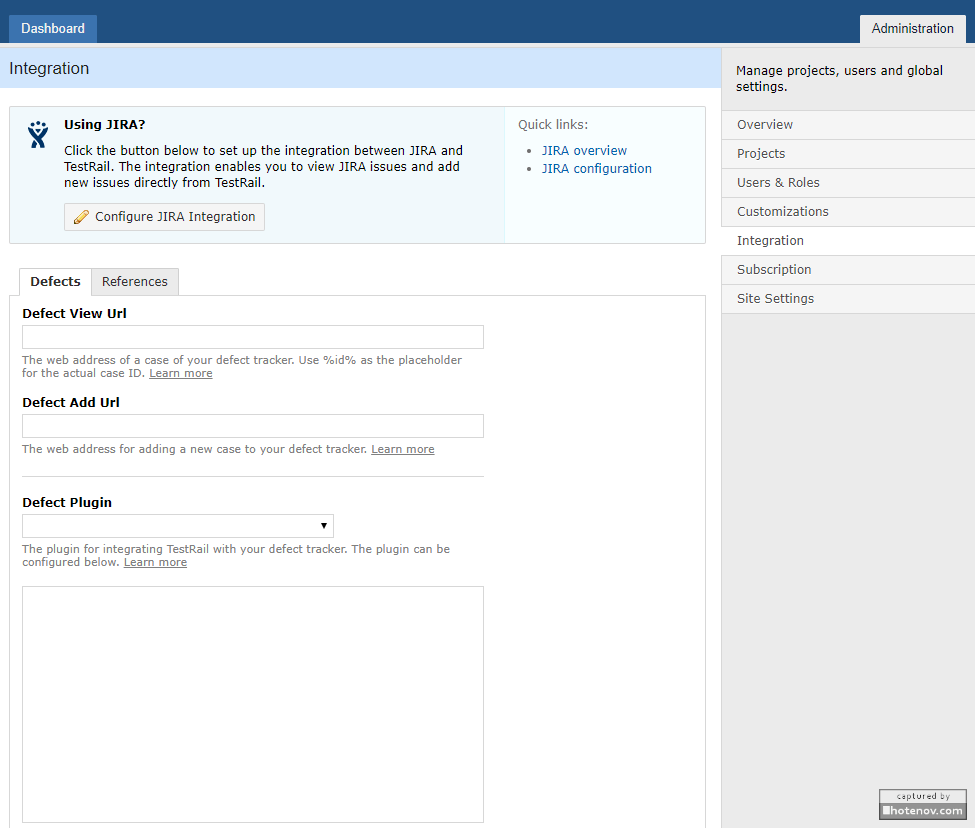 Dashboard
Administration
Integration
Using JIRA?
Click the button below to set up the integration between JIRA and
TestRail. The integration enables you to view JIRA issues and add
new issues directly from TestRail.
Configure JIRA Integration
Quick links:
JIRA overview
JIRA configuration
Defects
References
Defect View Url
The web address of a case of your defect tracker. Use %id% as the placeholder
for the actual case ID. Learn more
Defect Add Url
The web address for adding a new case to your defect tracker. Learn more
Defect Plugin
The plugin for integrating TestRail with your defect tracker. The plugin can be
configured below. Learn more
Manage projects, users and global
settings.
Overview
Projects
Users & Roles
Customizations
Integration
Subscription
Site Settings
captured by
hotenov.com